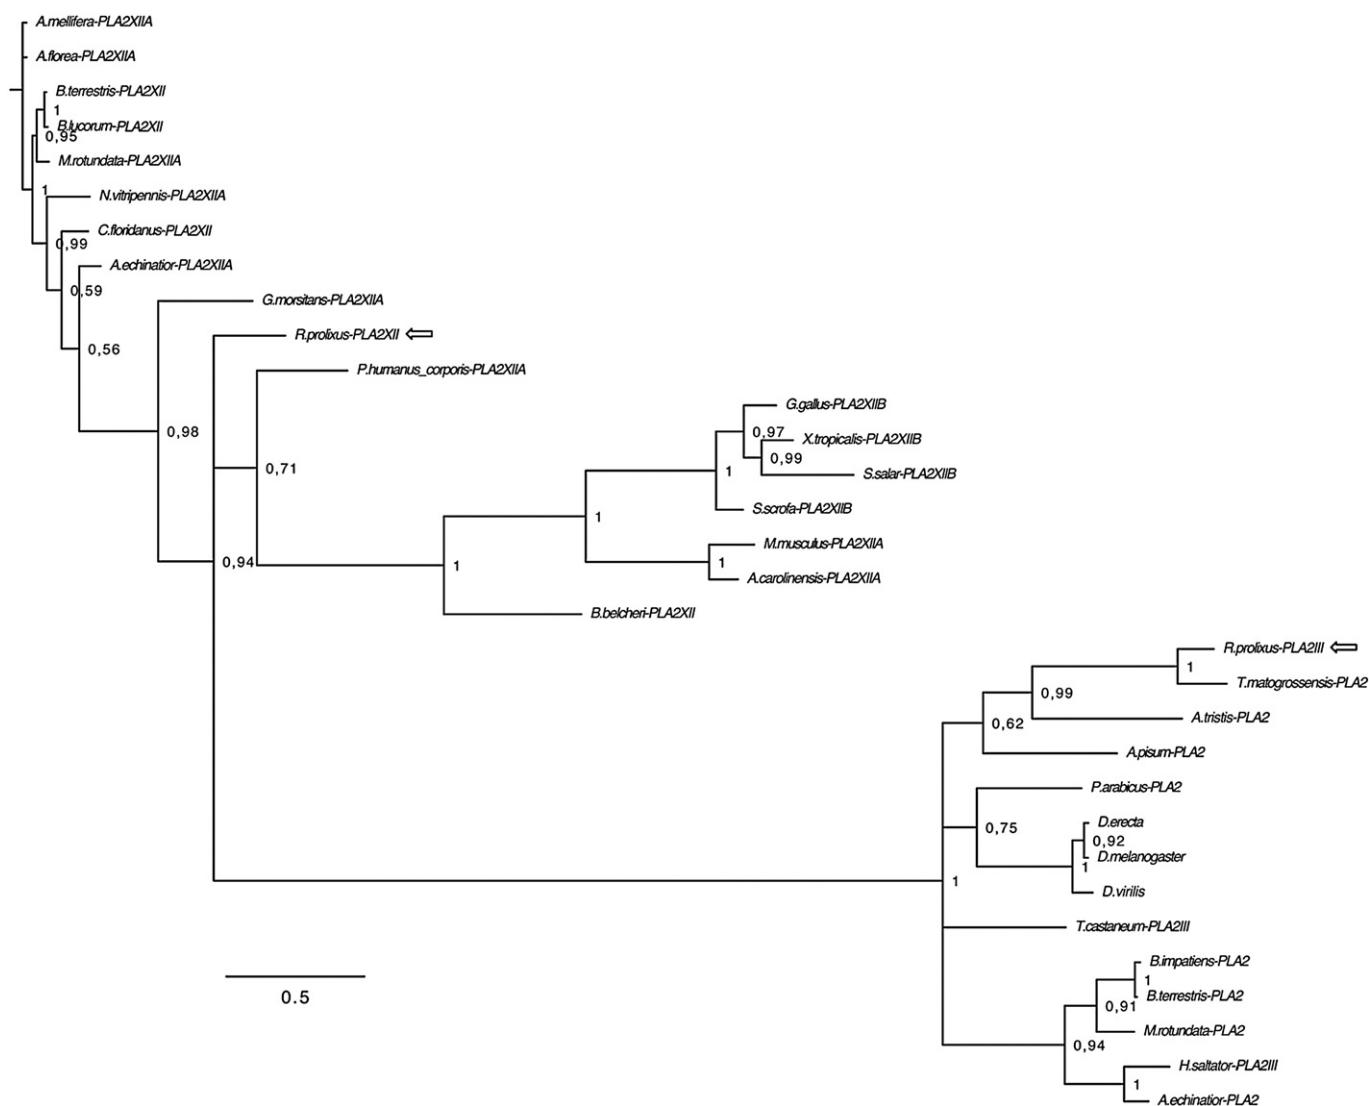 A.mellifera-PLA2XIIA
A.florea-PLA2XIIA
B.terrestris-PLA2XII
1
B.lucorum-PLA2XII
0,95
M.rotundata-PLA2XIIA
1
N.vitripennis-PLA2XIIA
C.floridanus-PLA2XII
0,99
A.echinatior-PLA2XIIA
0,59
G.morsitans-PLA2XIIA
R.prolixus-PLA2XII
0,56
P.humanus_corporis-PLA2XIIA
G.gallus-PLA2XIIB
0,98
0,97
X.tropicalis-PLA2XIIB
0,99
0,71
1
S.salar-PLA2XIIB
S.scrofa-PLA2XIIB
1
M.musculus-PLA2XIIA
0,94
1
1
A.carolinensis-PLA2XIIA
B.belcheri-PLA2XII
R.prolixus-PLA2III
1
T.matogrossensis-PLA2
0,99
A.tristis-PLA2
0,62
A.pisum-PLA2
P.arabicus-PLA2
D.erecta
0,75
0,92
D.melanogaster
1
1
D.virilis
T.castaneum-PLA2III
B.impatiens-PLA2
1
B.terrestris-PLA2
0,91
M.rotundata-PLA2
0,94
H.saltator-PLA2III
1
A.echinatior-PLA2
0.5